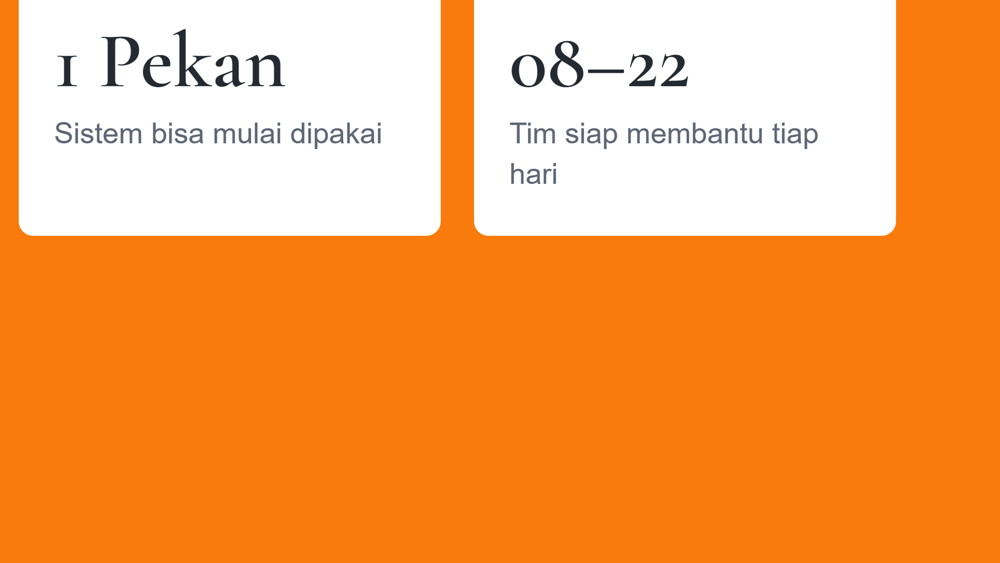 1 Pekan
Sistem bisa mulai dipakai
08–22
Tim siap membantu tiap
hari